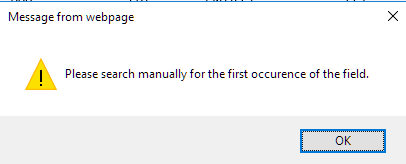 Message from webpage
Please search manually for the first occurence of the field.
OK